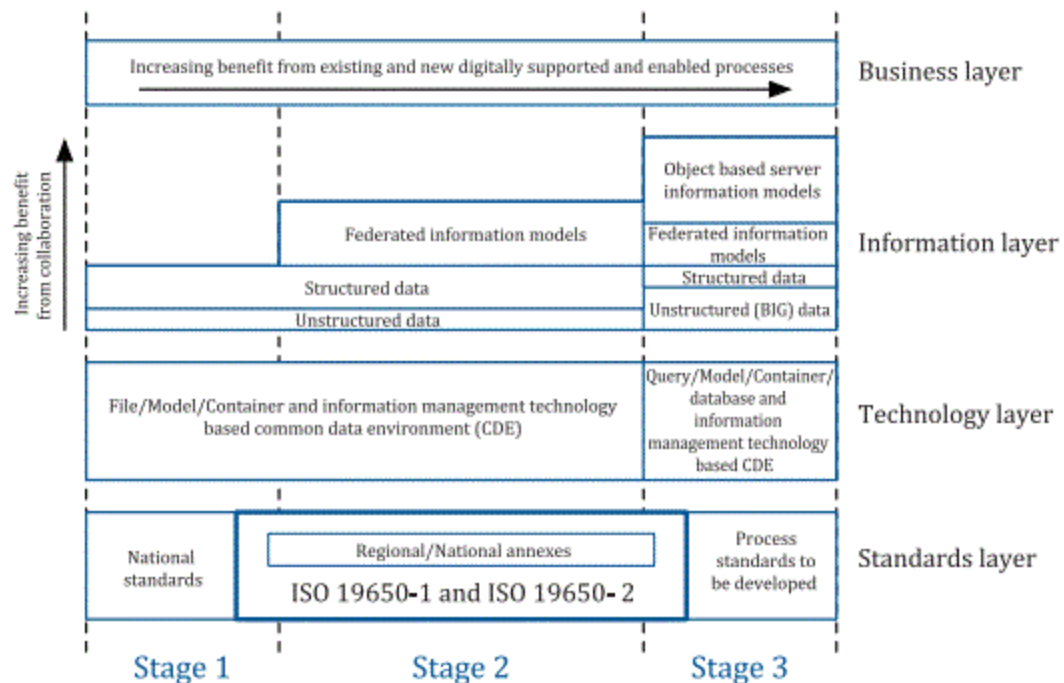 Increasing benefit from existing and new digitally supported and enabled processes
Business layer
Increasing benefit
from collaboration
Object based server
information models
Federated information models
Federated information
models
Information layer
Structured data
Structured data
Unstructured data
Unstructured (BIG) data
File/Model/Container and information management technology
based common data environment (CDE)
Query/Model/Container/
database and
information
management technology
based CDE
Technology layer
National
standards
Regional/National annexes
ISO 19650-1 and ISO 19650-2
Process
standards to
be developed
Standards layer
Stage 1
Stage 2
Stage 3